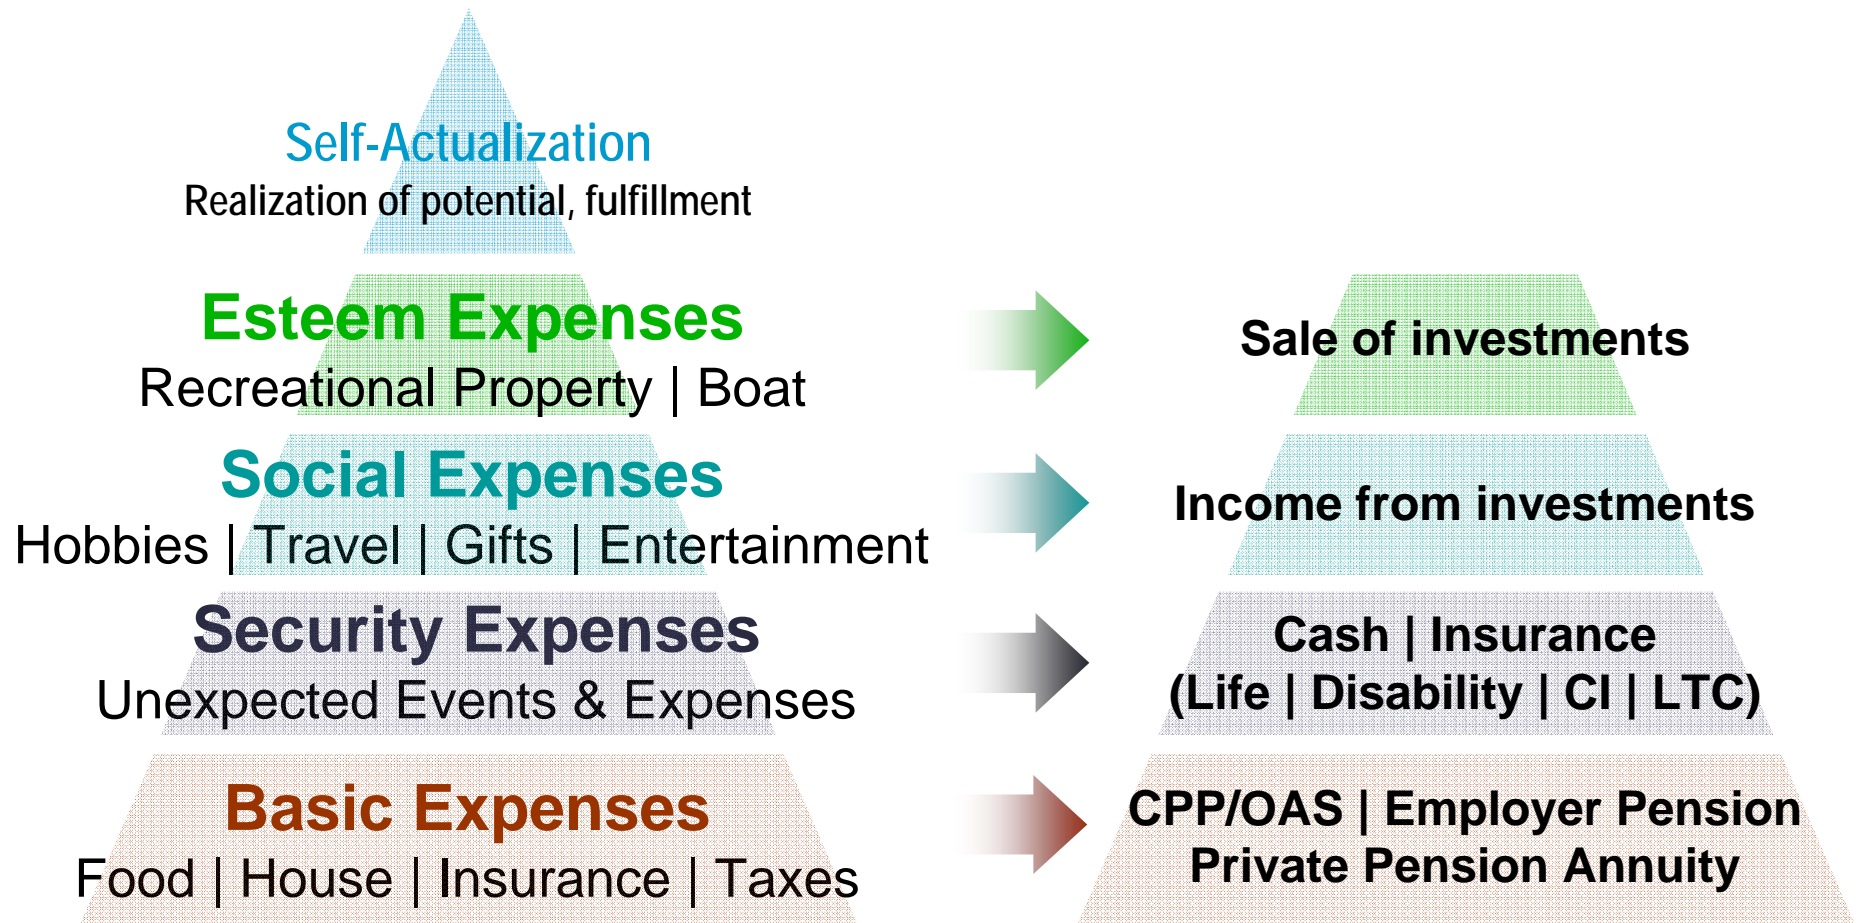 Self-Actualization
Realization of potential, fulfillment
Esteem Expenses
Recreational Property | Boat
Social Expenses
Hobbies | Travel | Gifts | Entertainment
Security Expenses
Unexpected Events & Expenses
Basic Expenses
Food | House | Insurance | Taxes
Sale of investments
Income from investments
Cash | Insurance
(Life | Disability | CI | LTC)
CPP/OAS | Employer Pension
Private Pension Annuity